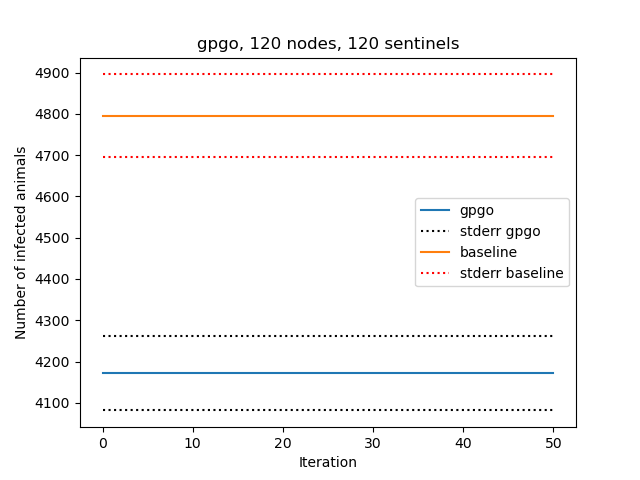 gpgo, 120 nodes, 120 sentinels
4900
4800
4700
4600
4500
4400
4300
4200
4100
Number of infected animals
gpgo
stderr gpgo
baseline
stderr baseline
0 10 20 30 40 50
Iteration